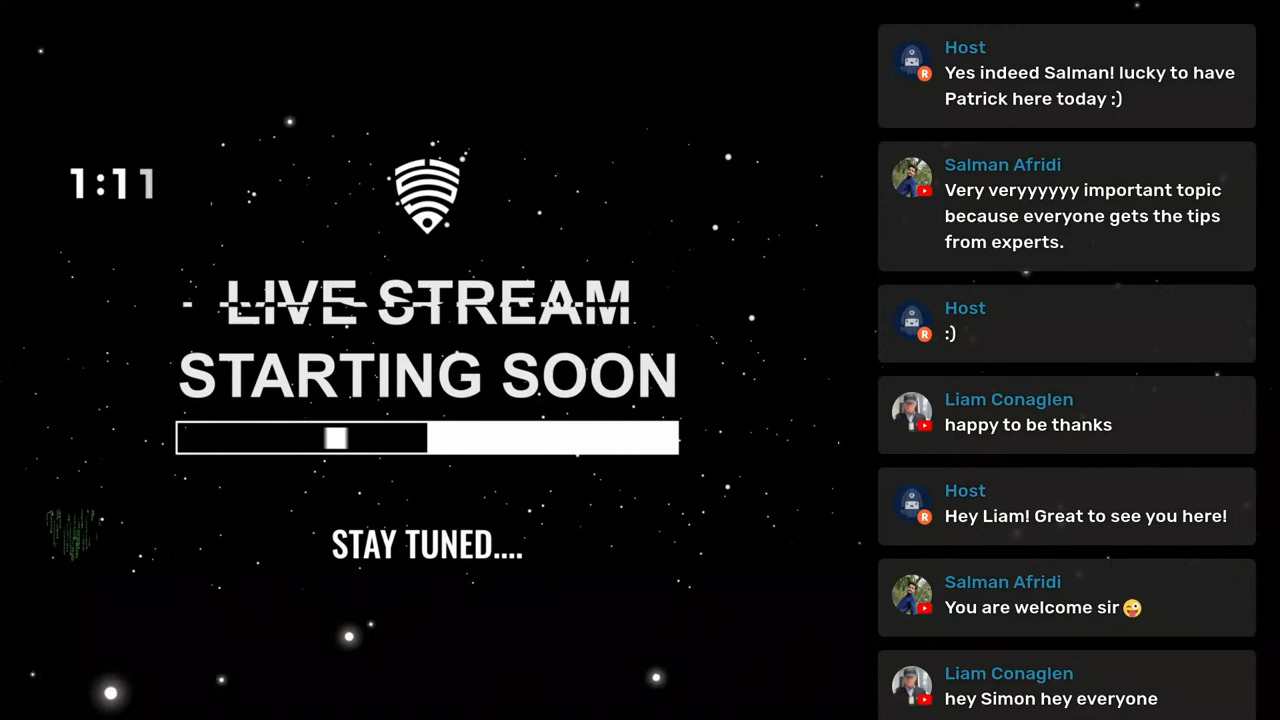 1:11
LIVE STREAM
STARTING SOON
STAY TUNED....
Host
Yes indeed Salman! lucky to have
Patrick here today :)
Salman Afridi
Very veryyyyyy important topic
because everyone gets the tips
from experts.
Host
:)
Liam Conaglen
happy to be thanks
Host
Hey Liam! Great to see you here!
Salman Afridi
You are welcome sir 😜
Liam Conaglen
hey Simon hey everyone